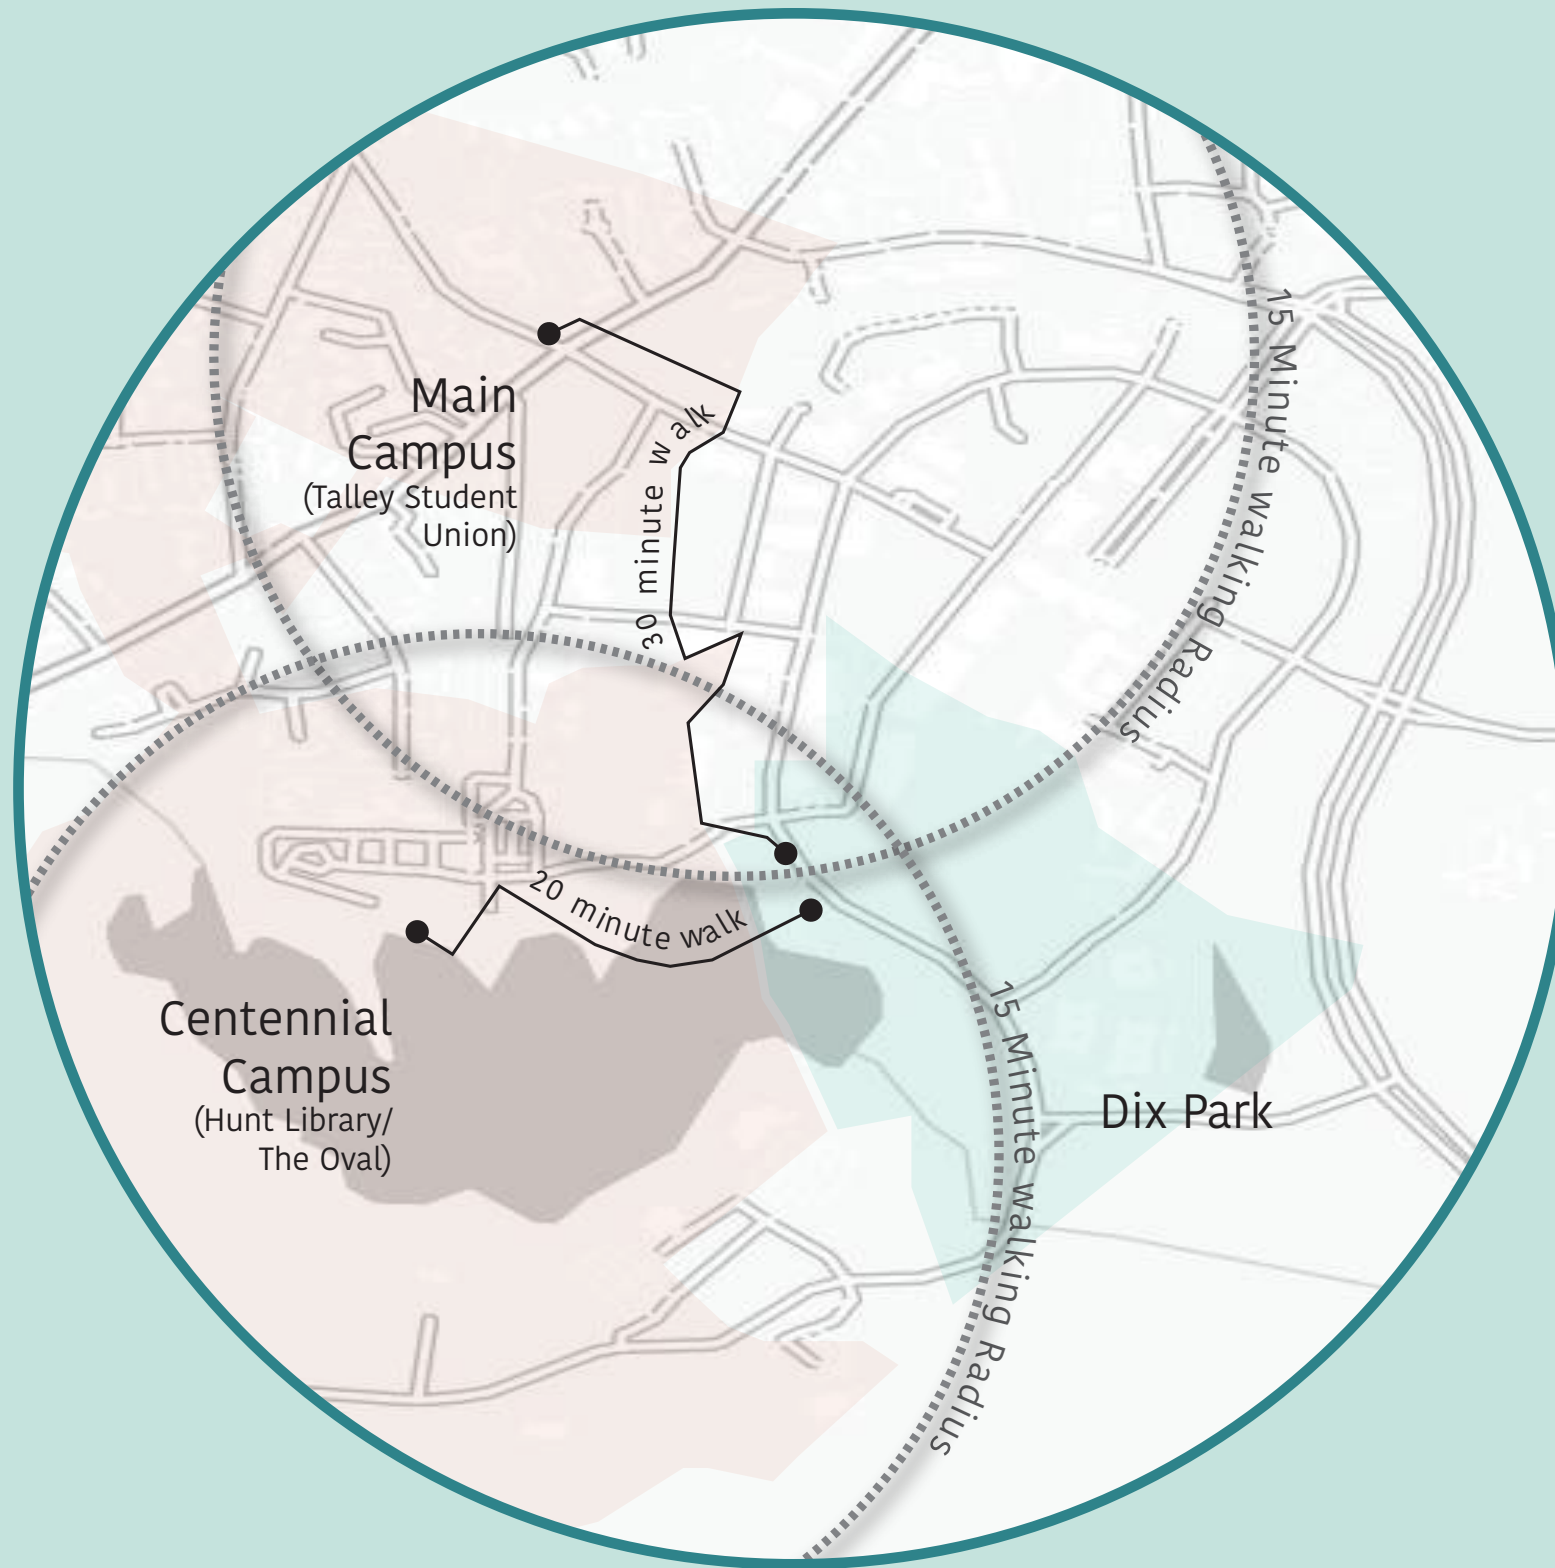 15 Minute walking Radius
Main
Campus
(Talley Student
Union)
30 minute walk
20 minute walk
Centennial
Campus
(Hunt Library/
The Oval)
15 Minute walking Radius
Dix Park